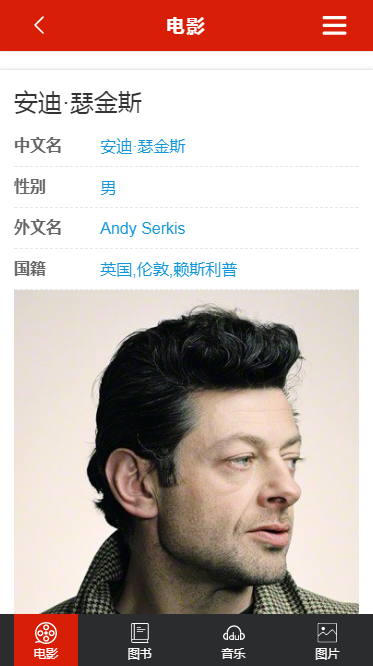 电影
安迪·瑟金斯
中文名 安迪·瑟金斯
性别 男
外文名 Andy Serkis
国籍 英国,伦敦,赖斯利普
电影 图书 dub 音乐 图片